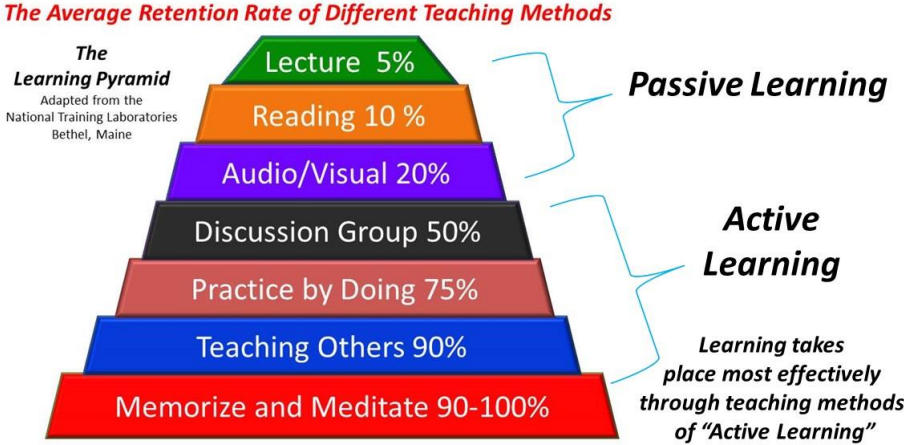 The Average Retention Rate of Different Teaching Methods
The
Learning Pyramid
Adapted from the
National Training Laboratories
Bethel, Maine
Lecture 5%
Reading 10 %
Audio/Visual 20%
Discussion Group 50%
Practice by Doing 75%
Teaching Others 90%
Memorize and Meditate 90-100%
Passive Learning
Active
Learning
Learning takes
place most effectively
through teaching methods
of “Active Learning”